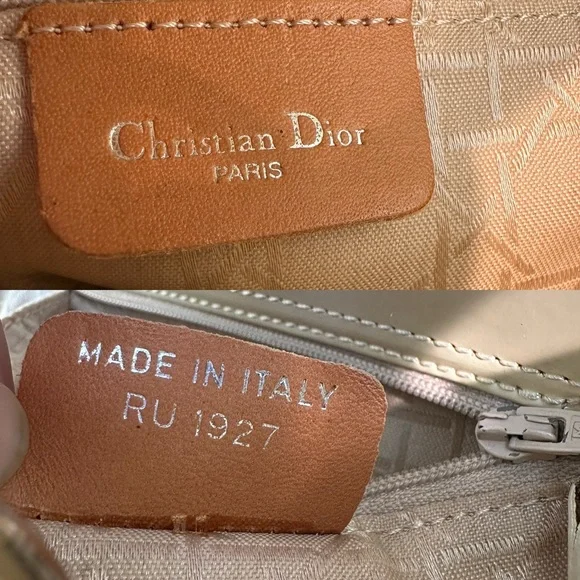 Christian Dior
PARIS
MADE IN ITALY
RU 1927